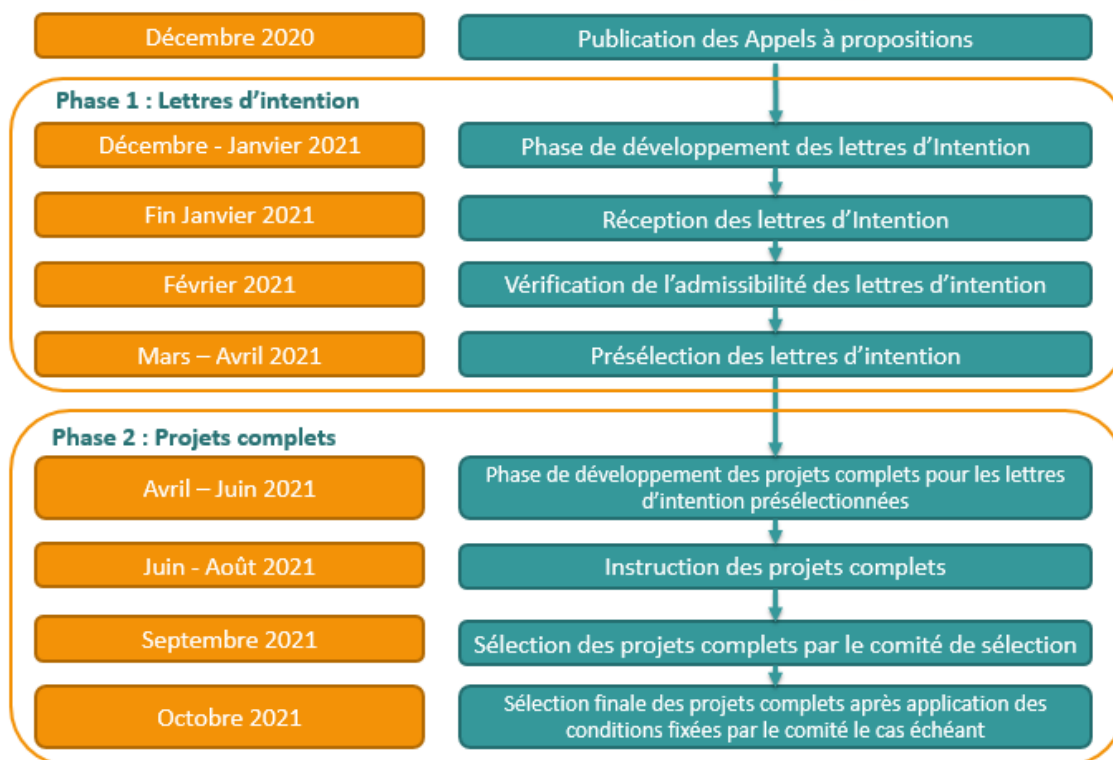 Décembre 2020
Publication des Appels à propositions
Phase 1 : Lettres d'intention
Décembre - Janvier 2021
Phase de développement des lettres d'Intention
Fin Janvier 2021
Réception des lettres d'Intention
Février 2021
Vérification de l'admissibilité des lettres d'intention
Mars – Avril 2021
Présélection des lettres d'intention
Phase 2 : Projets complets
Avril – Juin 2021
Phase de développement des projets complets pour les lettres
d'intention présélectionnées
Juin - Août 2021
Instruction des projets complets
Septembre 2021
Sélection des projets complets par le comité de sélection
Octobre 2021
Sélection finale des projets complets après application des
conditions fixées par le comité le cas échéant